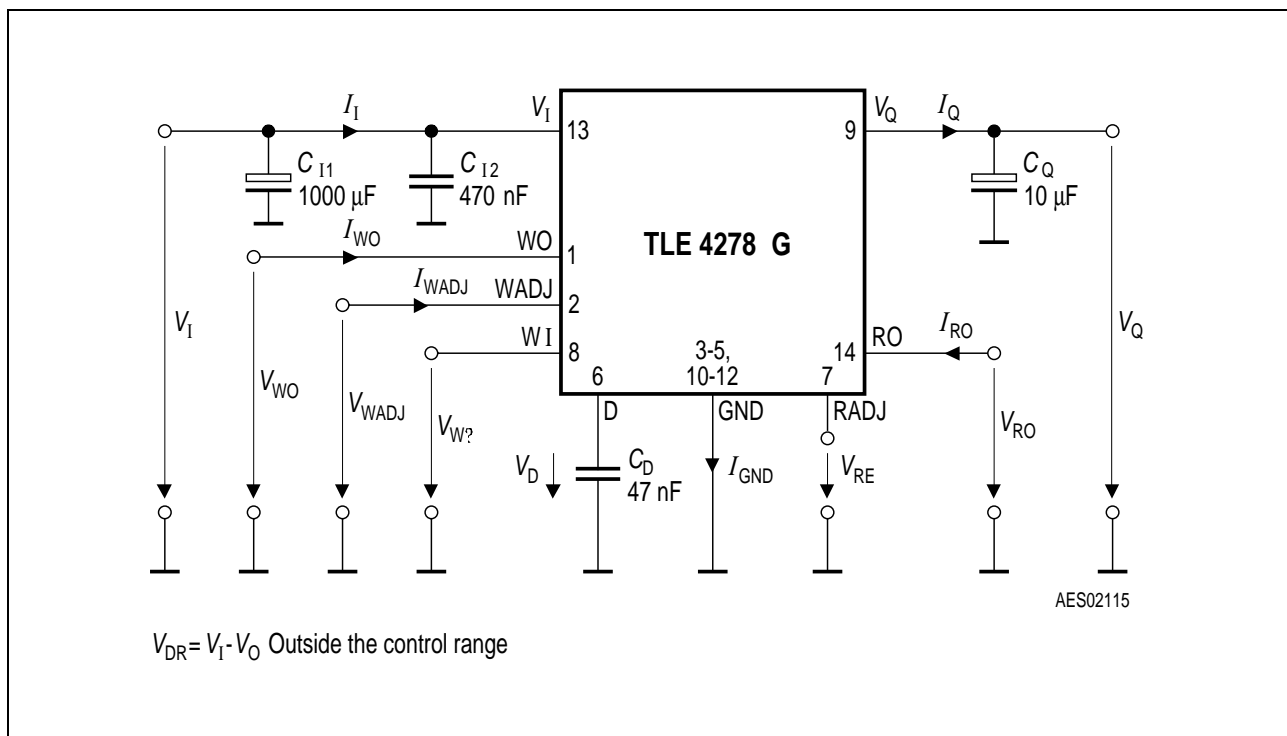 I_I
V_I
13
C_I1
1000 µF
C_I2
470 nF
V_Q
I_Q
9
C_Q
10 µF
TLE 4278 G
I_WO
WO
1
I_WADJ
WADJ
2
WI
8
V_I
V_WO
V_WADJ
V_W?
6
D
3-5,
10-12
GND
7
RADJ
14
RO
I_RO
V_D
C_D
47 nF
I_GND
V_RE
V_RO
V_Q
AES02115
V_DR = V_I - V_O Outside the control range